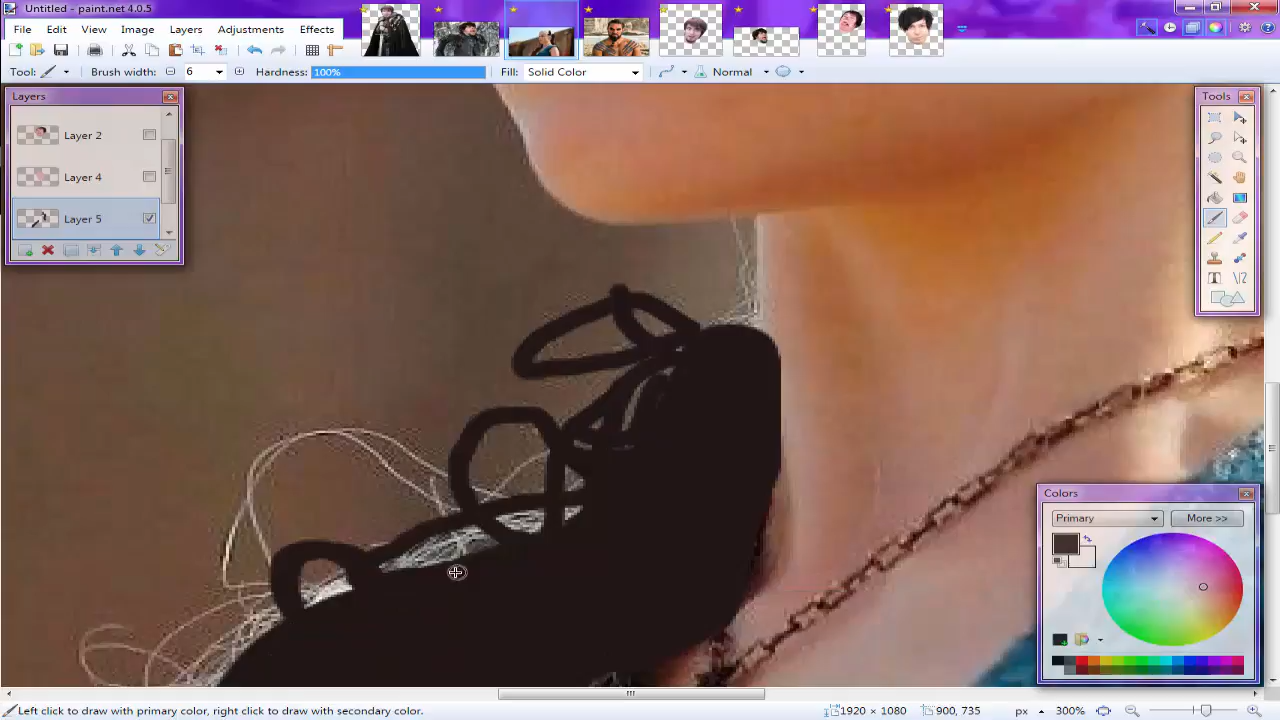 Untitled - paint.net 4.0.5
File Edit View Image Layers Adjustments Effects
Tool: Brush width: 6 Hardness: 100% Fill: Solid Color Normal
Layers
Layer 2
Layer 4
Layer 5
Tools
Colors
Primary More >>
Left click to draw with primary color, right click to draw with secondary color. 1920 × 1080 900, 735 px 300%